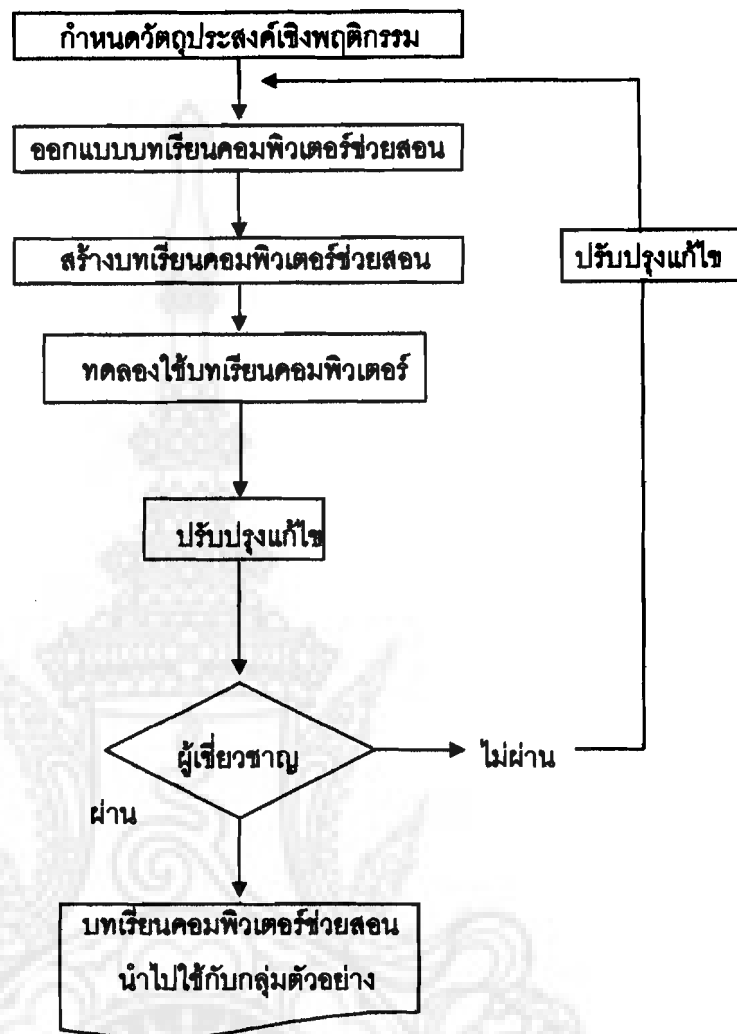 กำหนดวัตถุประสงค์เชิงพฤติกรรม
ออกแบบบทเรียนคอมพิวเตอร์ช่วยสอน
สร้างบทเรียนคอมพิวเตอร์ช่วยสอน
ปรับปรุงแก้ไข
ทดลองใช้บทเรียนคอมพิวเตอร์
ปรับปรุงแก้ไข
ผู้เชี่ยวชาญ
ไม่ผ่าน
ผ่าน
บทเรียนคอมพิวเตอร์ช่วยสอน
นำไปใช้กับกลุ่มตัวอย่าง